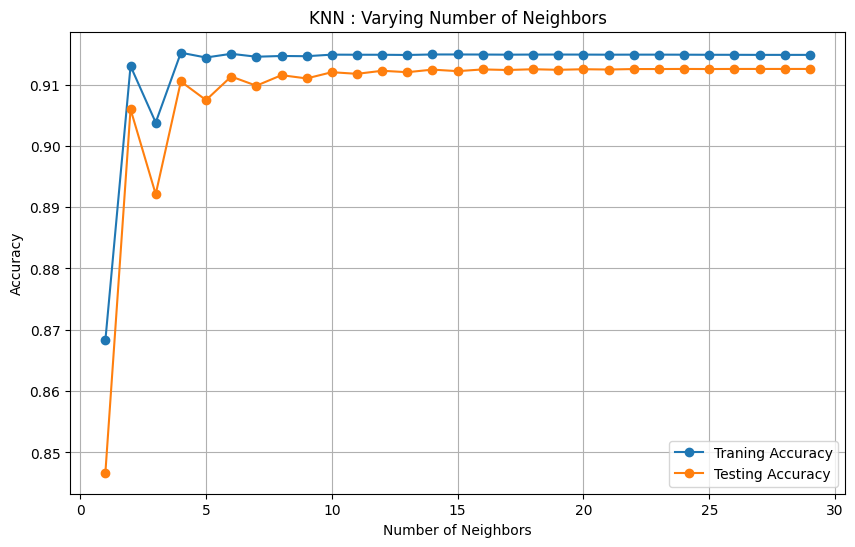 KNN : Varying Number of Neighbors
Accuracy
0.91
0.90
0.89
0.88
0.87
0.86
0.85
0
5
10
15
20
25
30
Number of Neighbors
Traning Accuracy
Testing Accuracy